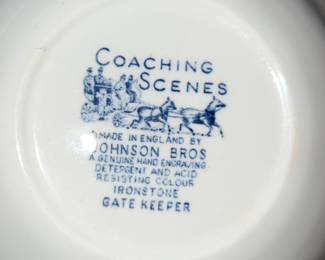 COACHING
SCENES
MADE IN ENGLAND BY
JOHNSON BROS
A GENUINE HAND ENGRAVING
DETERGENT AND ACID
RESISTING COLOUR
IRONSTONE
GATE KEEPER